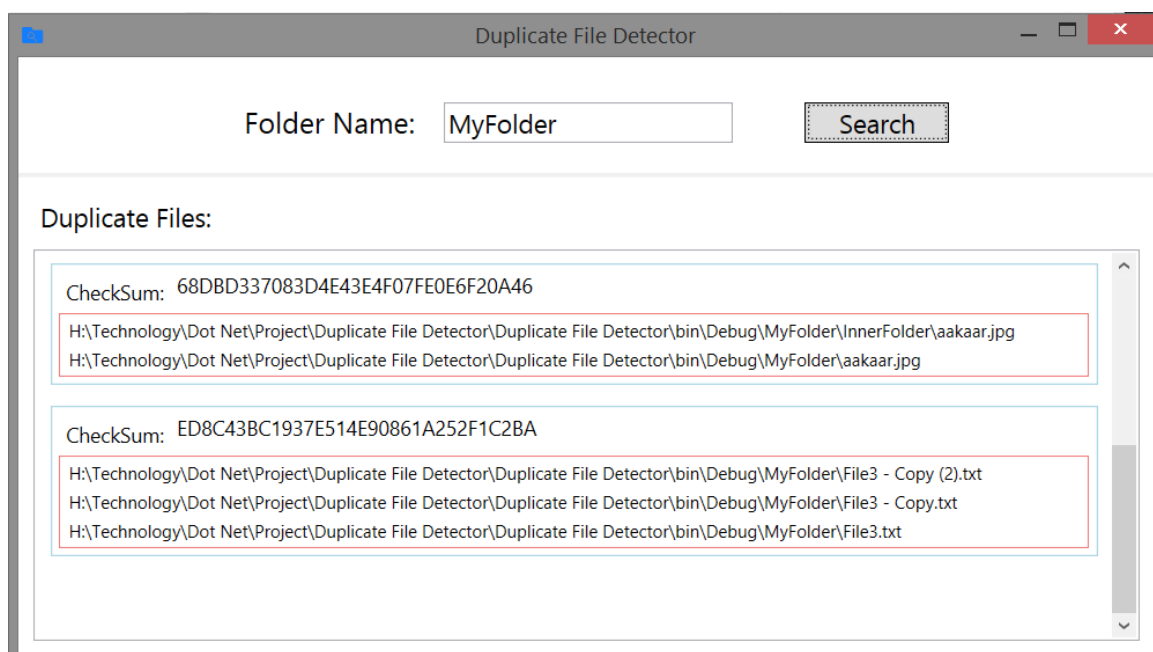 Duplicate File Detector
Folder Name: MyFolder Search
Duplicate Files:
CheckSum: 68DBD337083D4E43E4F07FE0E6F20A46
H:\Technology\Dot Net\Project\Duplicate File Detector\Duplicate File Detector\bin\Debug\MyFolder\InnerFolder\aakaar.jpg
H:\Technology\Dot Net\Project\Duplicate File Detector\Duplicate File Detector\bin\Debug\MyFolder\aakaar.jpg
CheckSum: ED8C43BC1937E514E90861A252F1C2BA
H:\Technology\Dot Net\Project\Duplicate File Detector\Duplicate File Detector\bin\Debug\MyFolder\File3 - Copy (2).txt
H:\Technology\Dot Net\Project\Duplicate File Detector\Duplicate File Detector\bin\Debug\MyFolder\File3 - Copy.txt
H:\Technology\Dot Net\Project\Duplicate File Detector\Duplicate File Detector\bin\Debug\MyFolder\File3.txt